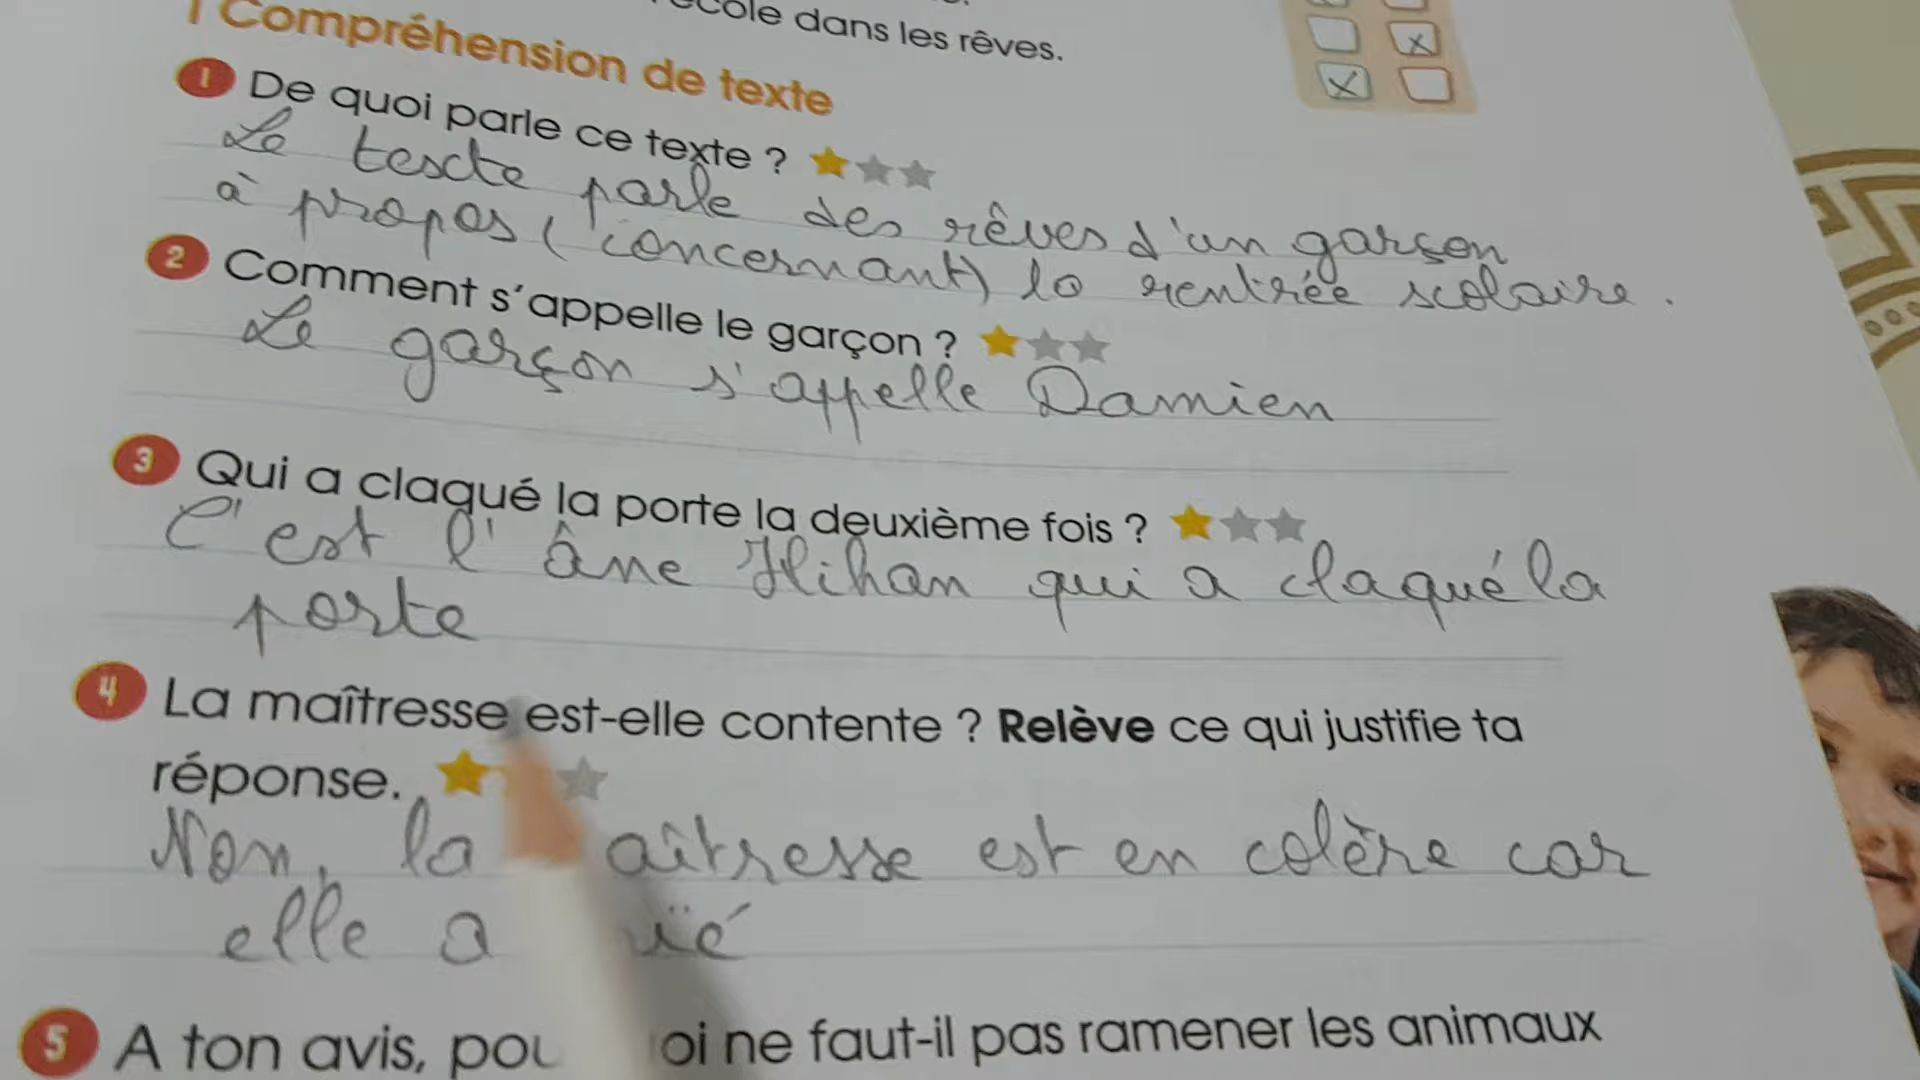 école dans les rêves.
Compréhension de texte
1 De quoi parle ce texte ?
Le texte parle des rêves d'un garçon
à propos (concernant) la rentrée scolaire.
2 Comment s'appelle le garçon ?
Le garçon s'appelle Damien
3 Qui a claqué la porte la deuxième fois ?
C'est l'âne Hihan qui a claqué la
porte
4 La maîtresse est-elle contente ? Relève ce qui justifie ta
réponse.
Non, la aîtresse est en colère car
elle a
5 A ton avis, pou oi ne faut-il pas ramener les animaux